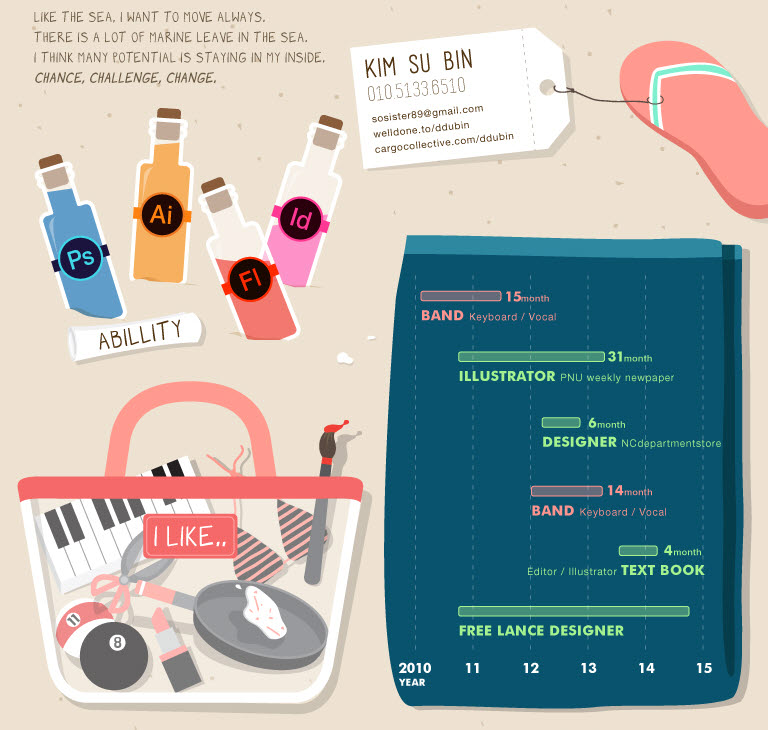 LIKE THE SEA, I WANT TO MOVE ALWAYS.
THERE IS A LOT OF MARINE LEAVE IN THE SEA.
I THINK MANY POTENTIAL IS STAYING IN MY INSIDE.
CHANCE, CHALLENGE, CHANGE.
KIM SU BIN
010.5133.6510
sosister89@gmail.com
welldone.to/ddubin
cargocollective.com/ddubin
Ps
Ai
Fl
Id
ABILLITY
I LIKE..
11
8
15month
BAND Keyboard / Vocal
31month
ILLUSTRATOR PNU weekly newpaper
6month
DESIGNER NCdepartmentstore
14month
BAND Keyboard / Vocal
4month
Editor / Illustrator TEXT BOOK
FREE LANCE DESIGNER
2010 11 12 13 14 15
YEAR